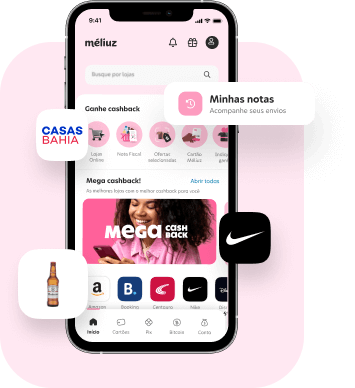 9:41
méliuz
Busque por lojas
Minhas notas
Acompanhe seus envios
CASAS
BAHIA
Ganhe cashback
Lojas
Online
Nota Fiscal
Ofertas
selecionadas
Cartão
Méliuz
Mega cashback!
Abrir todos
As melhores lojas com o melhor cashback para você
MEGA CASH
BACK
a
B.
Amazon
Booking
Centauro
Nike
Início
Cartões
Pix
Bitcoin
Conta